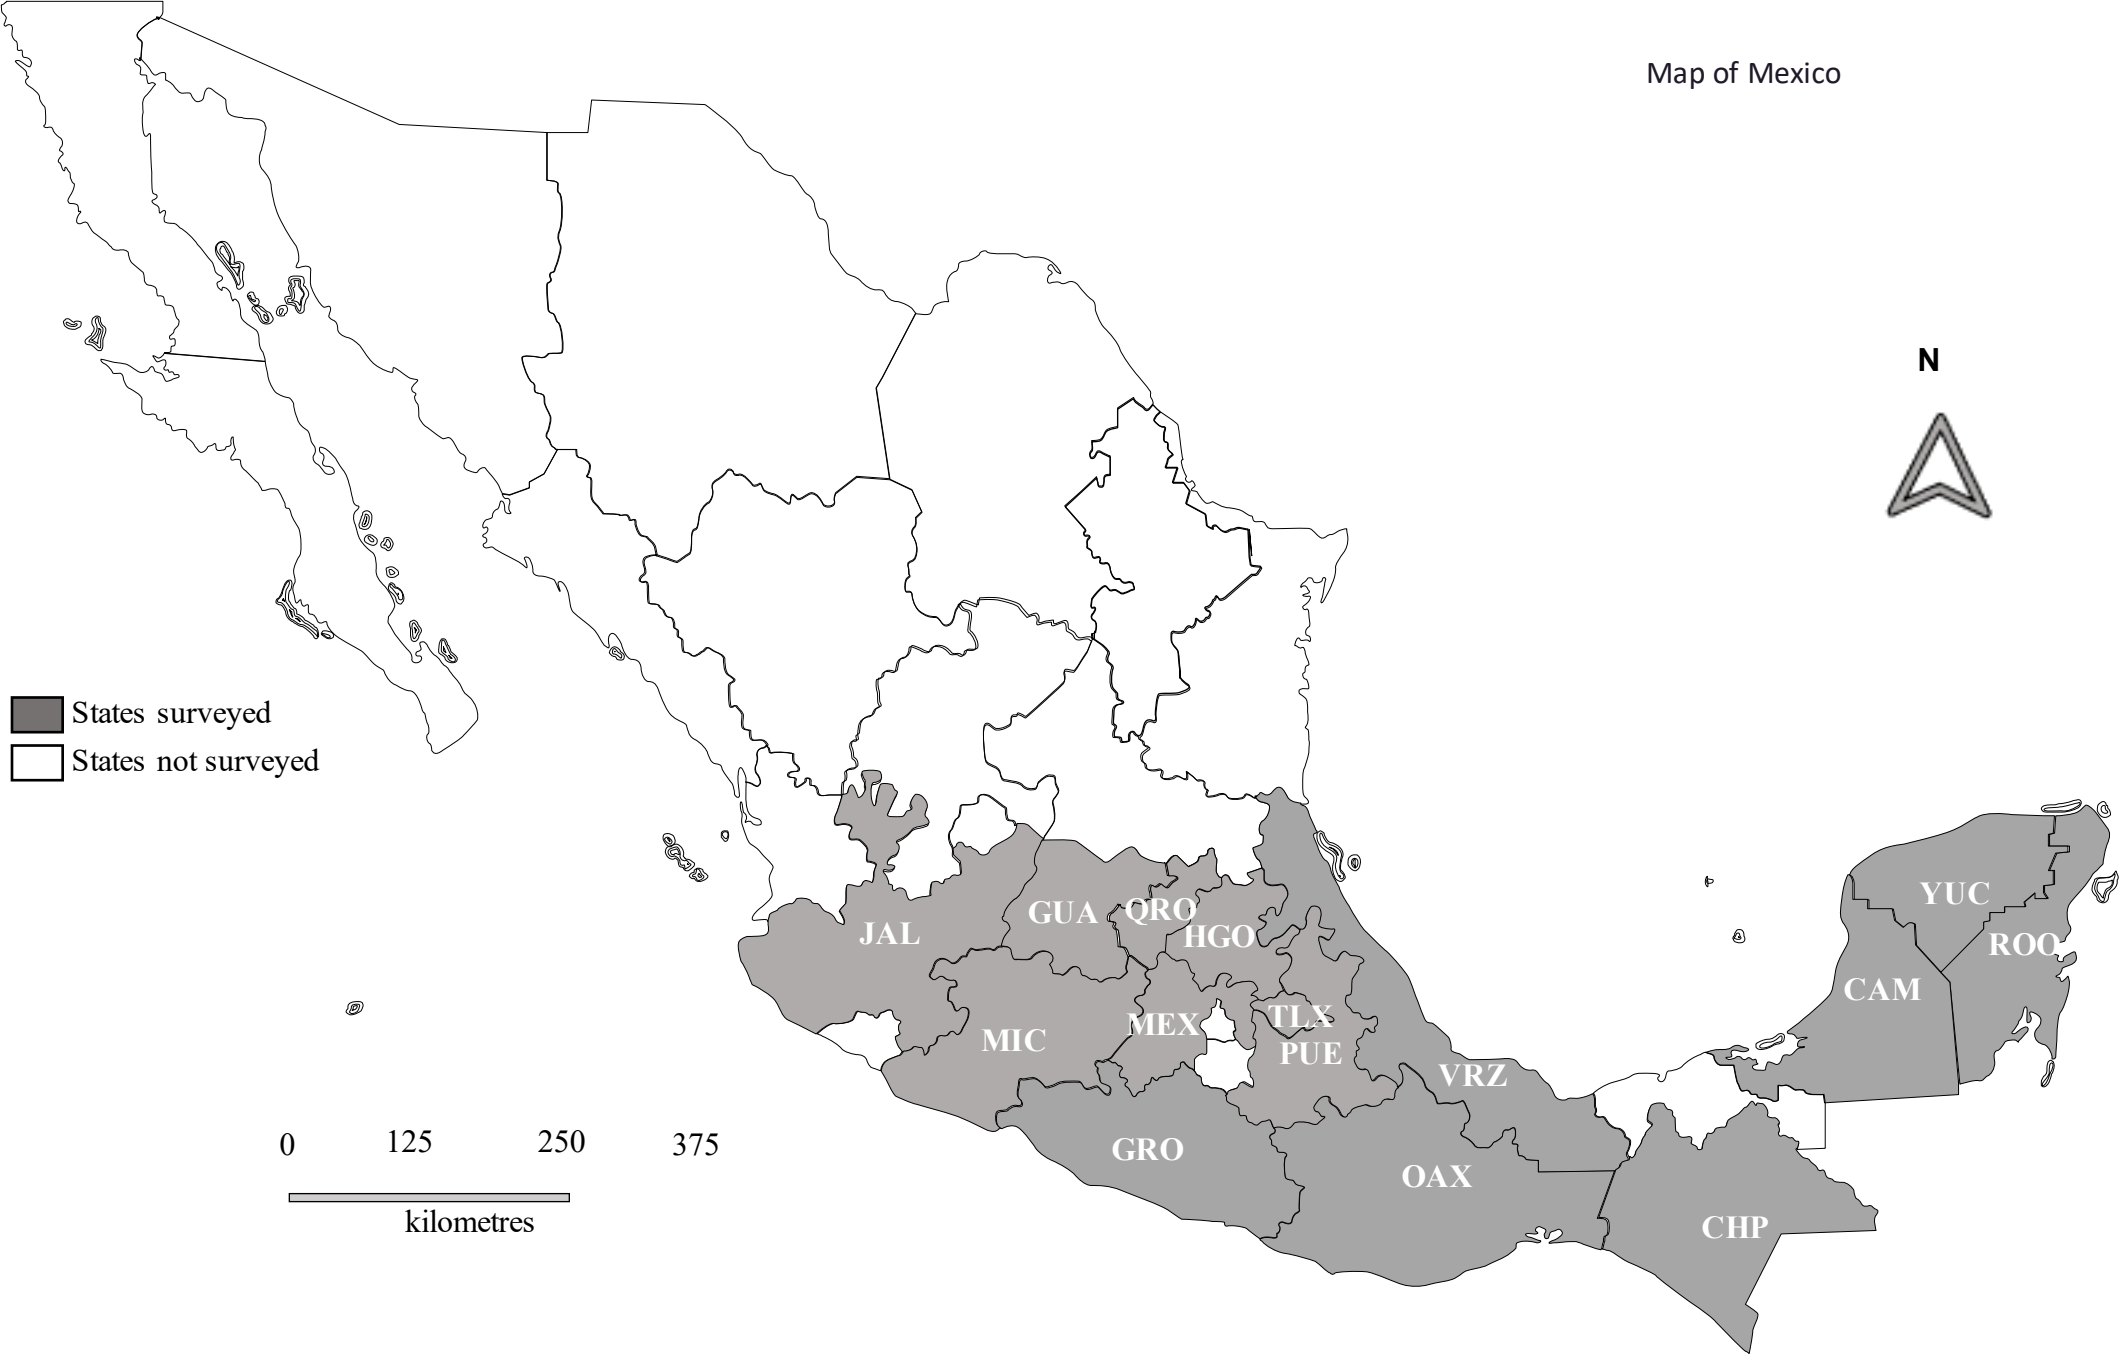 Map of Mexico
N
States surveyed
States not surveyed
YUC
QRO
GUA
JAL
HGO
ROO
CAM
TLX
MEX
MIC
PUE
VRZ
0 125 250 375
GRO
OAX
kilometres
CHP